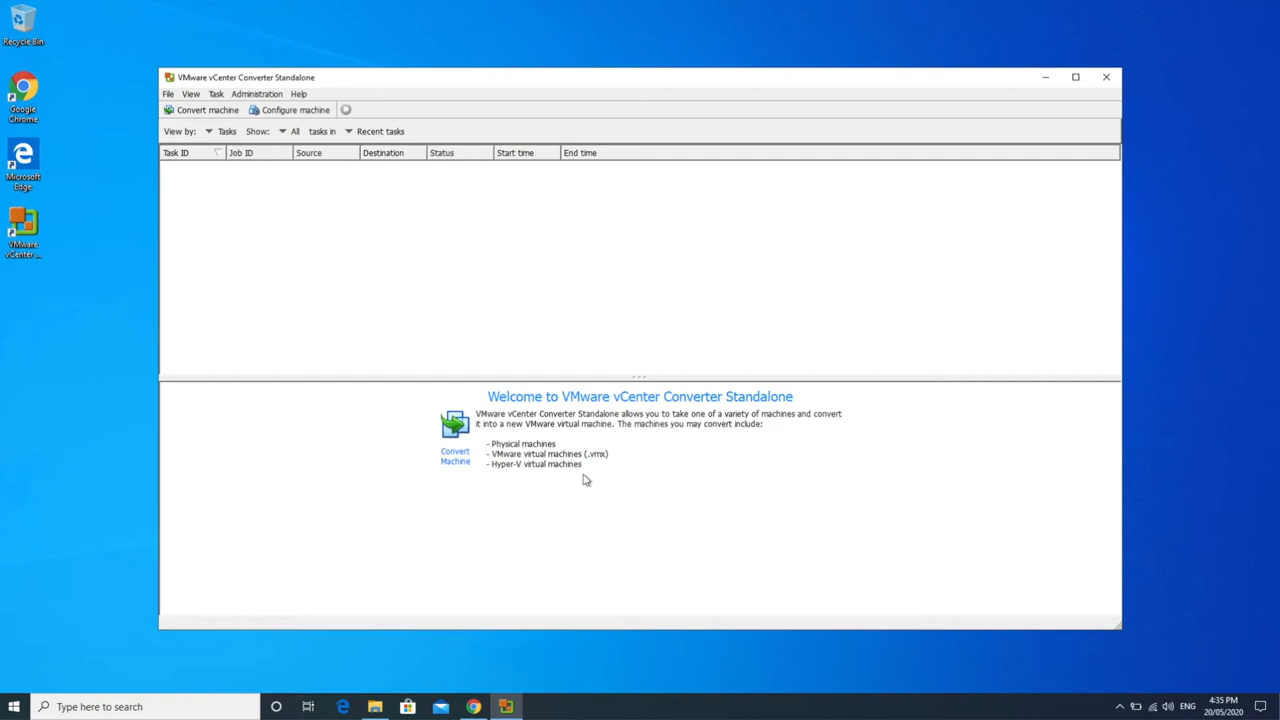 Recycle Bin
Google
Chrome
Microsoft
Edge
VMware
vCenter ...
VMware vCenter Converter Standalone
File View Task Administration Help
Convert machine Configure machine
View by: Tasks Show: All tasks in Recent tasks
Task ID Job ID Source Destination Status Start time End time
Welcome to VMware vCenter Converter Standalone
VMware vCenter Converter Standalone allows you to take one of a variety of machines and convert
it into a new VMware virtual machine. The machines you may convert include:
Convert
Machine
- Physical machines
- VMware virtual machines (.vmx)
- Hyper-V virtual machines
Type here to search
ENG
4:35 PM
20/05/2020